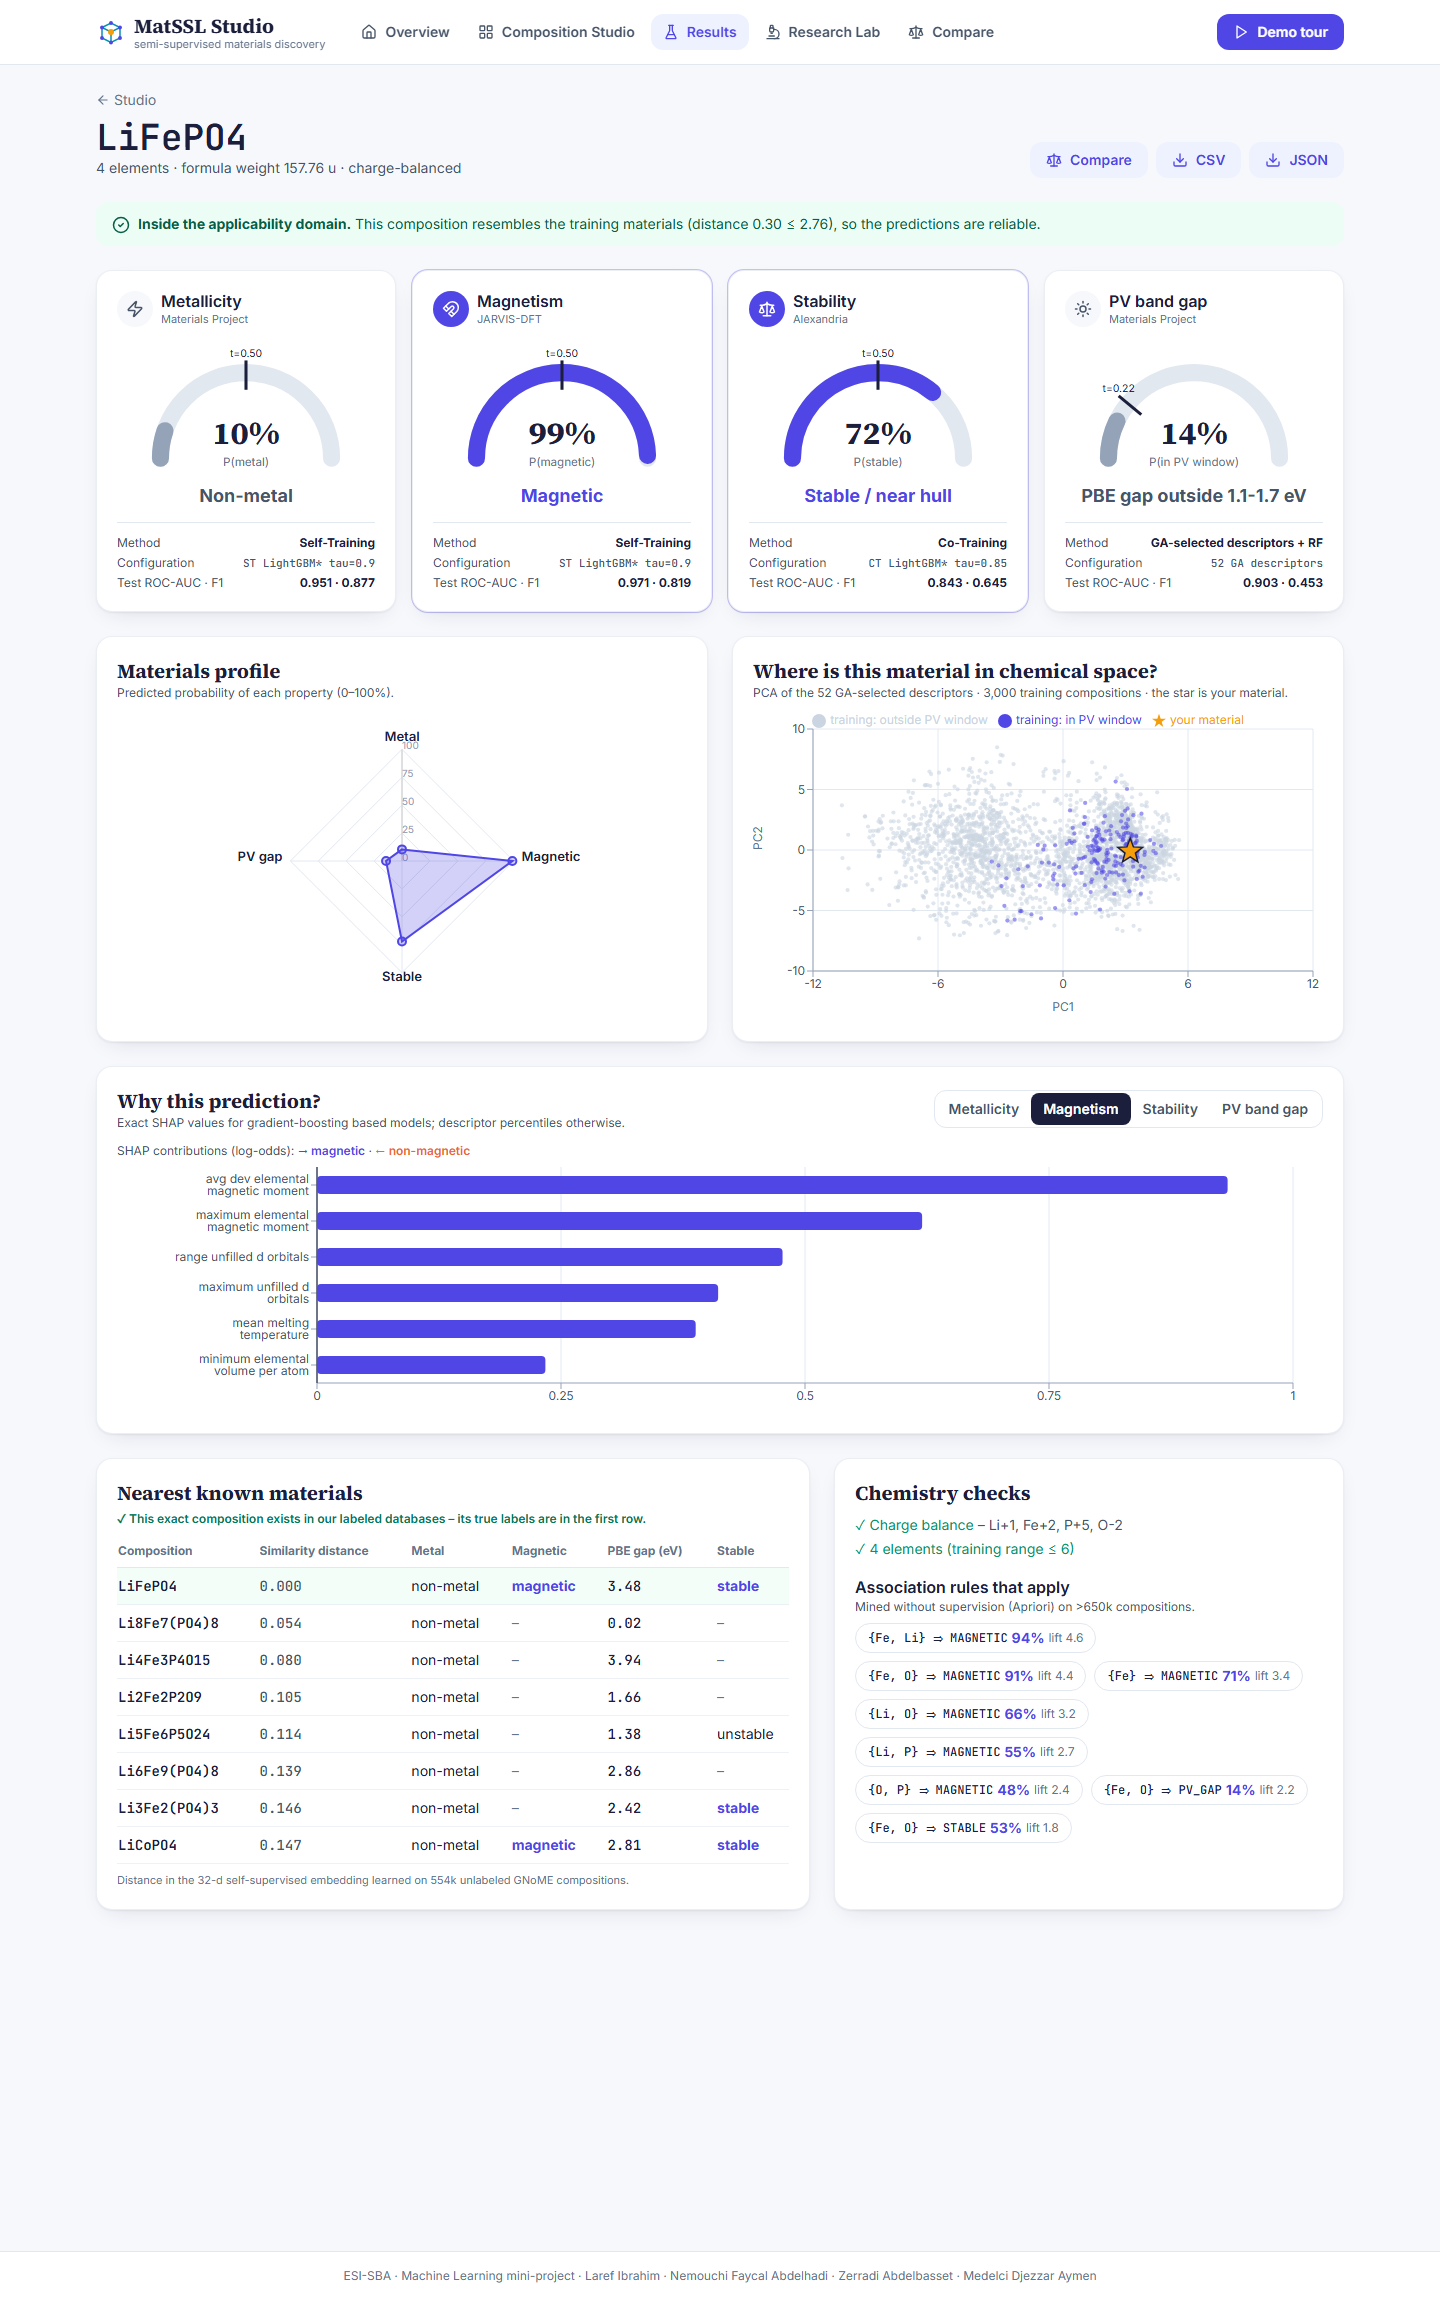 MatSSL Studio
semi-supervised materials discovery
Overview
Composition Studio
Results
Research Lab
Compare
Demo tour
← Studio
LiFePO4
4 elements · formula weight 157.76 u · charge-balanced
Compare
CSV
JSON
Inside the applicability domain. This composition resembles the training materials (distance 0.30 ≤ 2.76), so the predictions are reliable.
Metallicity
Materials Project
t=0.50
10%
P(metal)
Non-metal
Method Self-Training
Configuration ST LightGBM* tau=0.9
Test ROC-AUC · F1 0.951 · 0.877
Magnetism
JARVIS-DFT
t=0.50
99%
P(magnetic)
Magnetic
Method Self-Training
Configuration ST LightGBM* tau=0.9
Test ROC-AUC · F1 0.971 · 0.819
Stability
Alexandria
t=0.50
72%
P(stable)
Stable / near hull
Method Co-Training
Configuration CT LightGBM* tau=0.85
Test ROC-AUC · F1 0.843 · 0.645
PV band gap
Materials Project
t=0.22
14%
P(in PV window)
PBE gap outside 1.1-1.7 eV
Method GA-selected descriptors + RF
Configuration 52 GA descriptors
Test ROC-AUC · F1 0.903 · 0.453
Materials profile
Predicted probability of each property (0–100%).
Metal
100
75
50
25
0
PV gap
Magnetic
Stable
Where is this material in chemical space?
PCA of the 52 GA-selected descriptors · 3,000 training compositions · the star is your material.
training: outside PV window training: in PV window your material
10
5
0
-5
-10
PC2
-12 -6 0 6 12
PC1
Why this prediction?
Exact SHAP values for gradient-boosting based models; descriptor percentiles otherwise.
Metallicity Magnetism Stability PV band gap
SHAP contributions (log-odds): → magnetic · ← non-magnetic
avg dev elemental
magnetic moment
maximum elemental
magnetic moment
range unfilled d orbitals
maximum unfilled d
orbitals
mean melting
temperature
minimum elemental
volume per atom
0 0.25 0.5 0.75 1
Nearest known materials
✓ This exact composition exists in our labeled databases – its true labels are in the first row.
Composition Similarity distance Metal Magnetic PBE gap (eV) Stable
LiFePO4 0.000 non-metal magnetic 3.48 stable
Li8Fe7(PO4)8 0.054 non-metal – 0.02 –
Li4Fe3P4O15 0.080 non-metal – 3.94 –
Li2Fe2P2O9 0.105 non-metal – 1.66 –
Li5Fe6P5O24 0.114 non-metal – 1.38 unstable
Li6Fe9(PO4)8 0.139 non-metal – 2.86 –
Li3Fe2(PO4)3 0.146 non-metal – 2.42 stable
LiCoPO4 0.147 non-metal magnetic 2.81 stable
Distance in the 32-d self-supervised embedding learned on 554k unlabeled GNoME compositions.
Chemistry checks
✓ Charge balance – Li+1, Fe+2, P+5, O-2
✓ 4 elements (training range ≤ 6)
Association rules that apply
Mined without supervision (Apriori) on >650k compositions.
{Fe, Li} ⇒ MAGNETIC 94% lift 4.6
{Fe, O} ⇒ MAGNETIC 91% lift 4.4 {Fe} ⇒ MAGNETIC 71% lift 3.4
{Li, O} ⇒ MAGNETIC 66% lift 3.2
{Li, P} ⇒ MAGNETIC 55% lift 2.7
{O, P} ⇒ MAGNETIC 48% lift 2.4 {Fe, O} ⇒ PV_GAP 14% lift 2.2
{Fe, O} ⇒ STABLE 53% lift 1.8
ESI-SBA · Machine Learning mini-project · Laref Ibrahim · Nemouchi Faycal Abdelhadi · Zerradi Abdelbasset · Medelci Djezzar Aymen